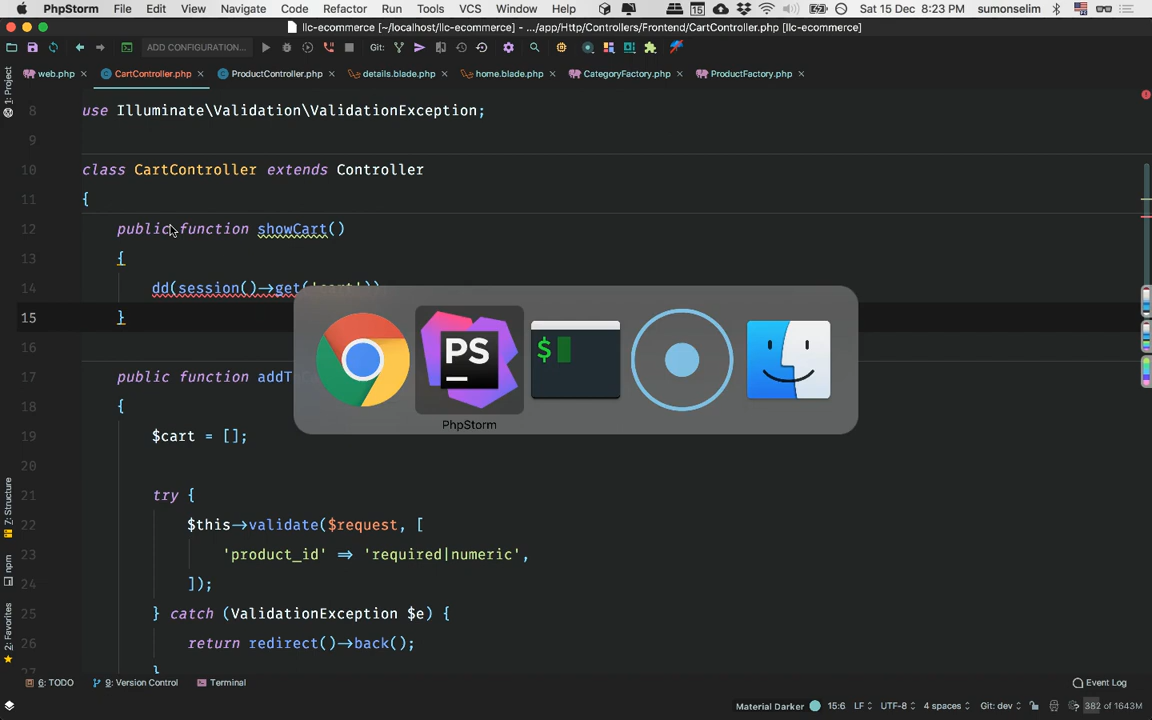 PhpStorm File Edit View Navigate Code Refactor Run Tools VCS Window Help Sat 15 Dec 8:23 PM sumonselim
llc-ecommerce [~/localhost/llc-ecommerce] - .../app/Http/Controllers/Frontend/CartController.php [llc-ecommerce]
ADD CONFIGURATION... Git:
web.php CartController.php ProductController.php details.blade.php home.blade.php CategoryFactory.php ProductFactory.php
1: Project
8 use Illuminate\Validation\ValidationException;
9
10 class CartController extends Controller
11 {
12 public function showCart()
13 {
14 dd(session()->get('cart'))
15 }
16
17 public function addT
18 {
19 $cart = [];
20
21 try {
22 $this->validate($request, [
23 'product_id' => 'required|numeric',
24 ]);
25 } catch (ValidationException $e) {
26 return redirect()->back();
27 }
PS
PhpStorm
$
7: Structure
npm
2: Favorites
6: TODO 9: Version Control Terminal Event Log
Material Darker 15:6 LF UTF-8 4 spaces Git: dev 382 of 1643M